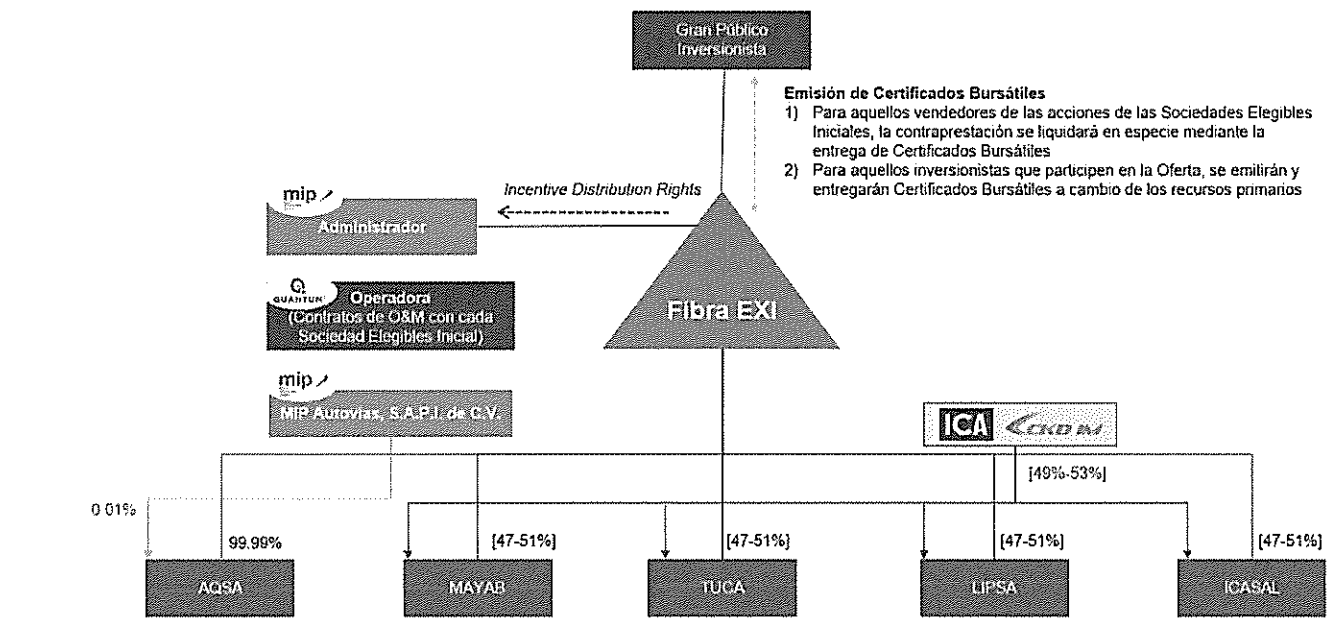 Gran Público
Inversionista
Emisión de Certificados Bursátiles
1) Para aquellos vendedores de las acciones de las Sociedades Elegibles
Iniciales, la contraprestación se liquidará en especie mediante la
entrega de Certificados Bursátiles
2) Para aquellos inversionistas que participen en la Oferta, se emitirán y
entregarán Certificados Bursátiles a cambio de los recursos primarios
mip
Incentive Distribution Rights
Administrador
QUANTUM
Operadora
(Contratos de O&M con cada
Sociedad Elegibles Inicial)
Fibra EXI
mip
MIP Autovías, S.A.P.I. de C.V.
ICA CKD IM
[49%-53%]
0.01%
99.99%
[47-51%]
[47-51%]
[47-51%]
[47-51%]
AQSA
MAYAB
TUCA
LIPSA
ICASAL